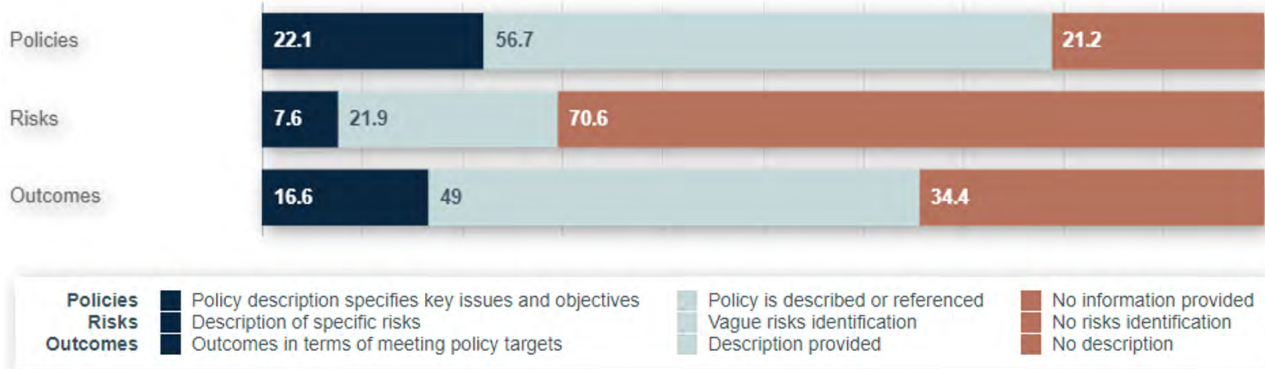 Policies 22.1 56.7 21.2
Risks 7.6 21.9 70.6
Outcomes 16.6 49 34.4
Policies Policy description specifies key issues and objectives Policy is described or referenced No information provided
Risks Description of specific risks Vague risks identification No risks identification
Outcomes Outcomes in terms of meeting policy targets Description provided No description